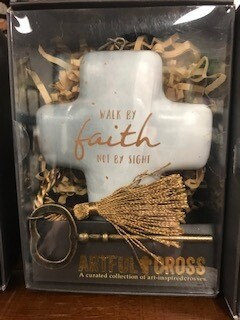 WALK BY
faith
NOT BY SIGHT
ARTFUL CROSS
A curated collection of art-inspired crosses.